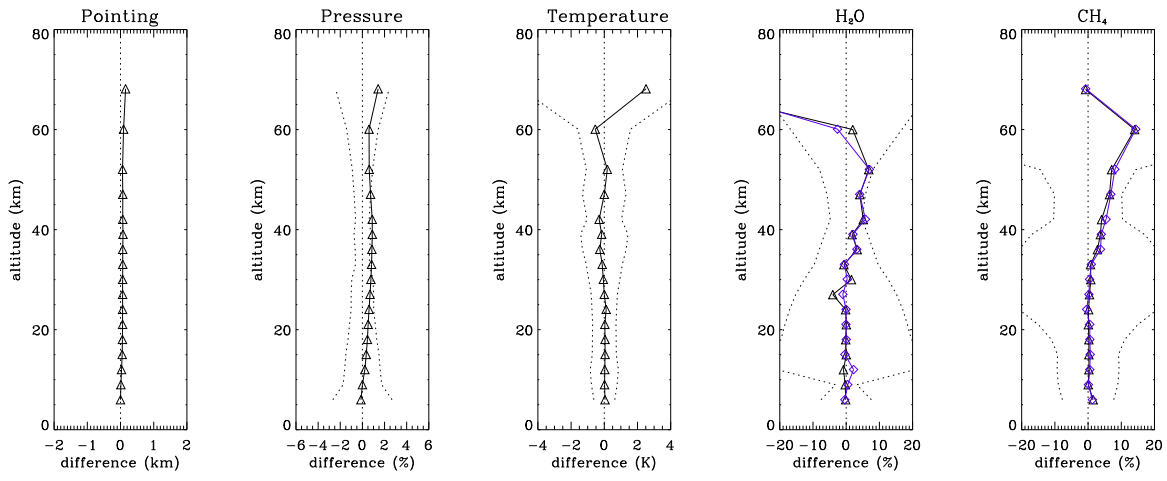 Pointing
80
60
40
20
0
altitude (km)
−2 −1 0 1 2
difference (km)
Pressure
80
60
40
20
0
altitude (km)
−6 −4 −2 0 2 4 6
difference (%)
Temperature
80
60
40
20
0
altitude (km)
−4 −2 0 2 4
difference (K)
H₂O
80
60
40
20
0
altitude (km)
−20 −10 0 10 20
difference (%)
CH₄
80
60
40
20
0
altitude (km)
−20 −10 0 10 20
difference (%)